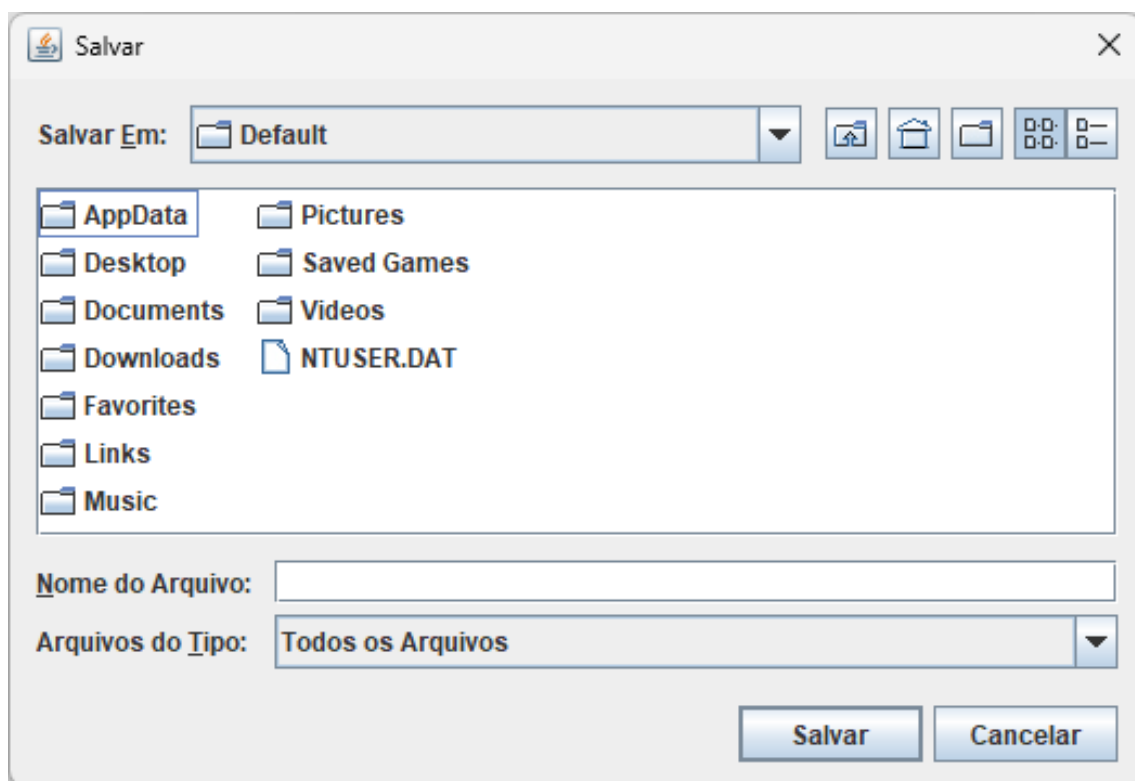 Salvar
Salvar Em: Default
AppData Pictures
Desktop Saved Games
Documents Videos
Downloads NTUSER.DAT
Favorites
Links
Music
Nome do Arquivo:
Arquivos do Tipo: Todos os Arquivos
Salvar Cancelar